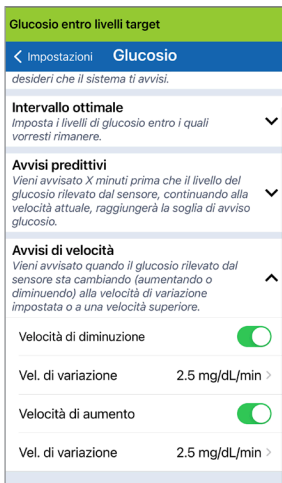 Glucosio entro livelli target
Impostazioni Glucosio
desideri che il sistema ti avvisi.
Intervallo ottimale
Imposta i livelli di glucosio entro i quali
vorresti rimanere.
Avvisi predittivi
Vieni avvisato X minuti prima che il livello del
glucosio rilevato dal sensore, continuando alla
velocità attuale, raggiungerà la soglia di avviso
glucosio.
Avvisi di velocità
Vieni avvisato quando il glucosio rilevato dal
sensore sta cambiando (aumentando o
diminuendo) alla velocità di variazione
impostata o a una velocità superiore.
Velocità di diminuzione
Vel. di variazione 2.5 mg/dL/min
Velocità di aumento
Vel. di variazione 2.5 mg/dL/min